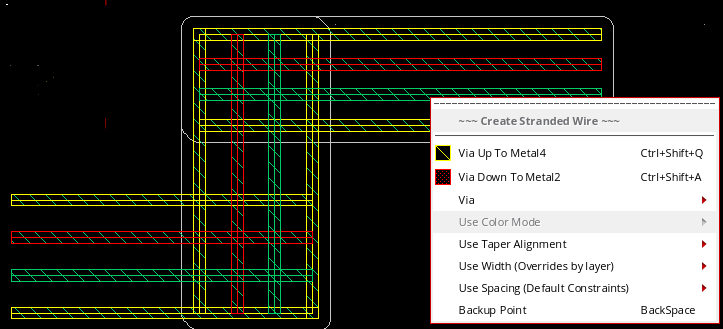 ~~~ Create Stranded Wire ~~~
Via Up To Metal4 Ctrl+Shift+Q
Via Down To Metal2 Ctrl+Shift+A
Via
Use Color Mode
Use Taper Alignment
Use Width (Overrides by layer)
Use Spacing (Default Constraints)
Backup Point BackSpace